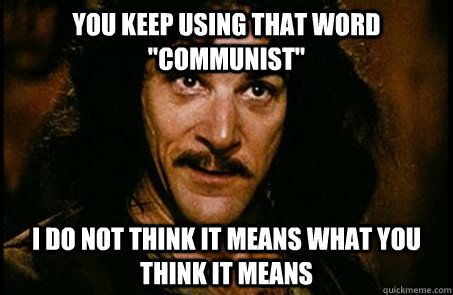 YOU KEEP USING THAT WORD
"COMMUNIST"
I DO NOT THINK IT MEANS WHAT YOU
THINK IT MEANS
quickmeme.com